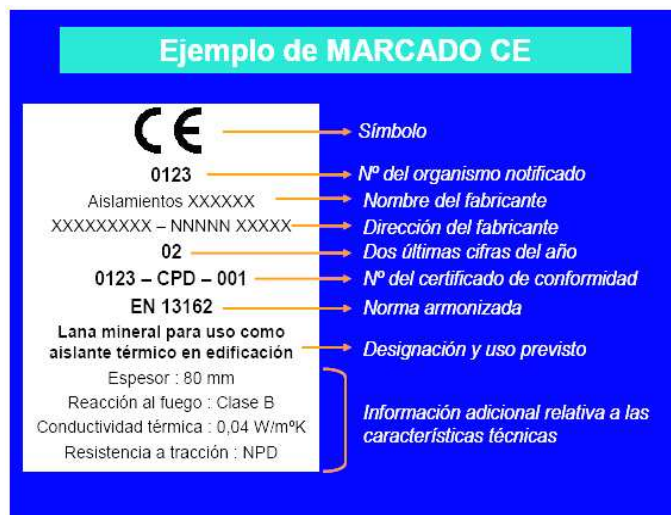 Ejemplo de MARCADO CE
CE
Símbolo
0123
Nº del organismo notificado
Aislamientos XXXXXX
Nombre del fabricante
XXXXXXXXX – NNNNN XXXXX
Dirección del fabricante
02
Dos últimas cifras del año
0123 – CPD – 001
Nº del certificado de conformidad
EN 13162
Norma armonizada
Lana mineral para uso como
aislante térmico en edificación
Designación y uso previsto
Espesor : 80 mm
Reacción al fuego : Clase B
Conductividad térmica : 0,04 W/mºK
Resistencia a tracción : NPD
Información adicional relativa a las
características técnicas